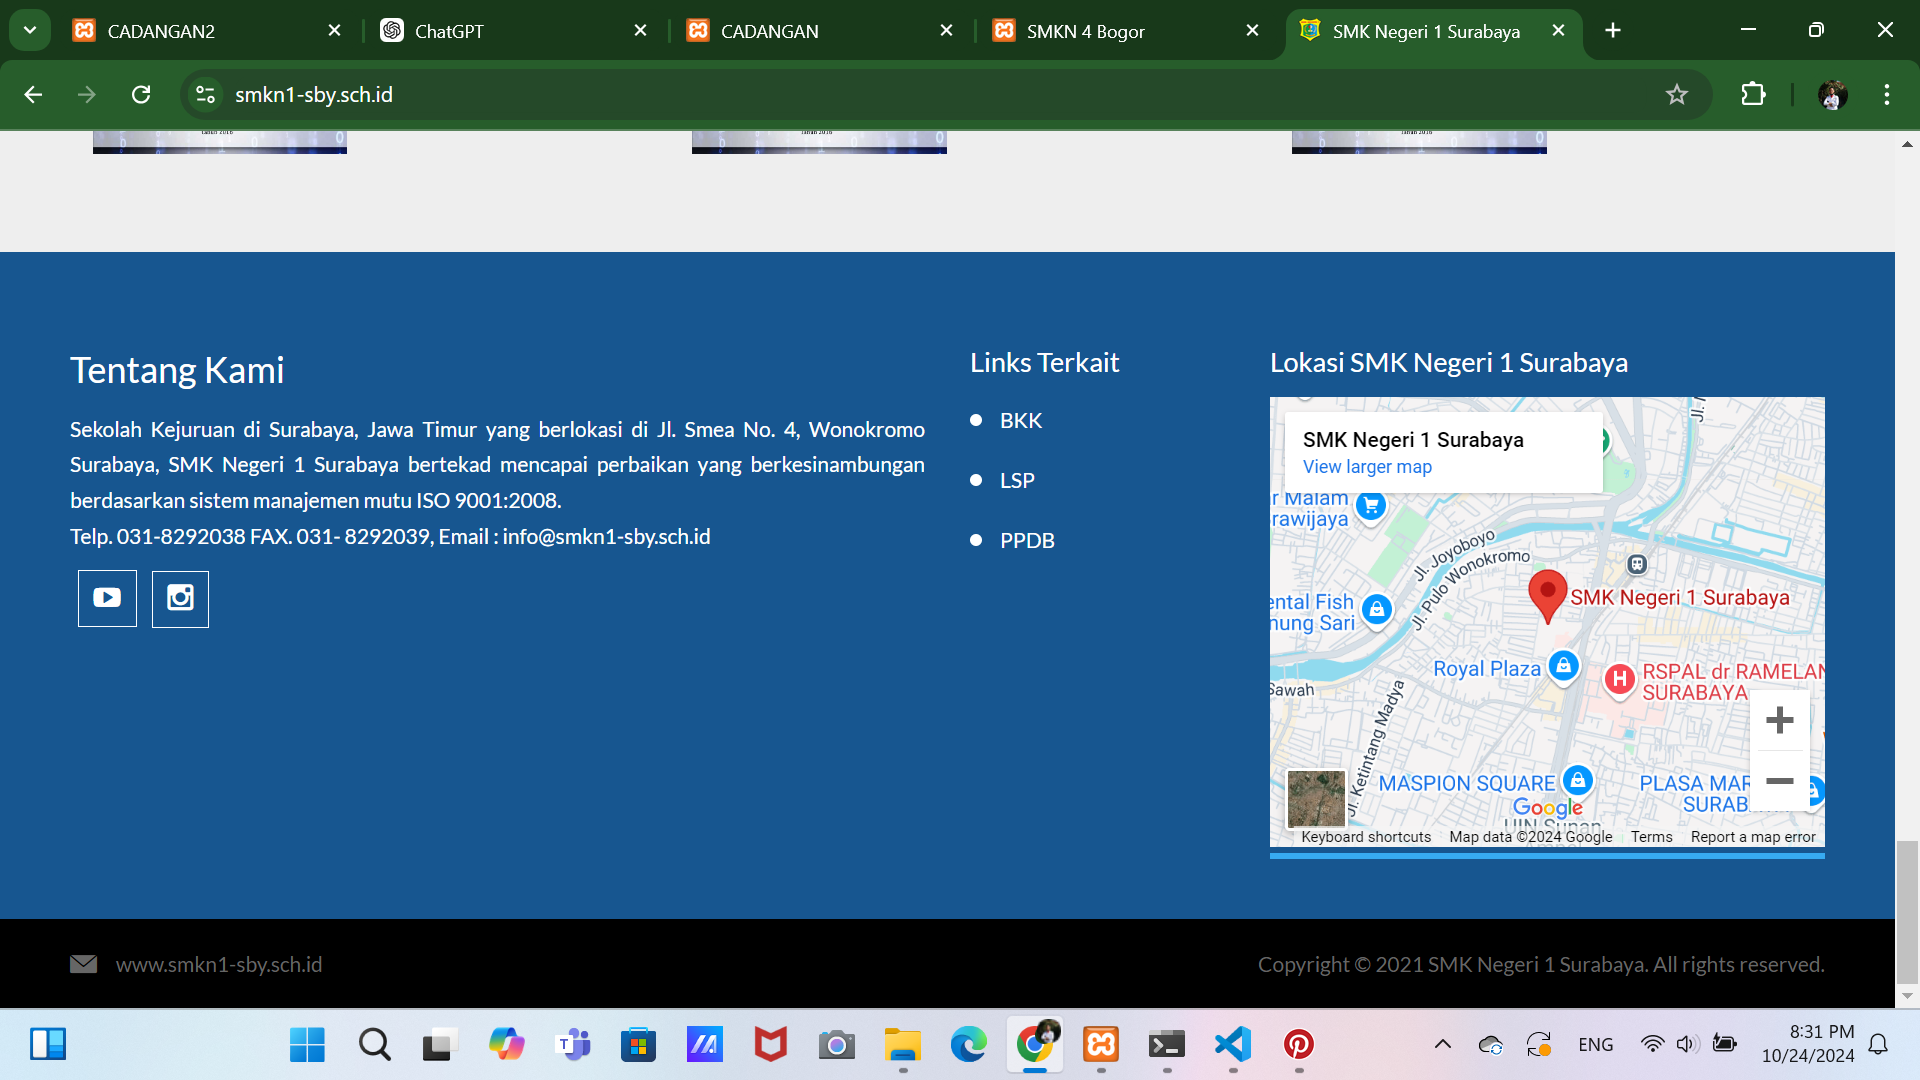 CADANGAN2
ChatGPT
CADANGAN
SMKN 4 Bogor
SMK Negeri 1 Surabaya
smkn1-sby.sch.id
Tentang Kami
Sekolah Kejuruan di Surabaya, Jawa Timur yang berlokasi di Jl. Smea No. 4, Wonokromo
Surabaya, SMK Negeri 1 Surabaya bertekad mencapai perbaikan yang berkesinambungan
berdasarkan sistem manajemen mutu ISO 9001:2008.
Telp. 031-8292038 FAX. 031- 8292039, Email : info@smkn1-sby.sch.id
Links Terkait
BKK
LSP
PPDB
Lokasi SMK Negeri 1 Surabaya
SMK Negeri 1 Surabaya
View larger map
r Malam
rawijaya
Jl. Joyoboyo
Jl. Pulo Wonokromo
ental Fish
nung Sari
SMK Negeri 1 Surabaya
Royal Plaza
H
RSPAL dr RAMELAN
SURABAYA
Sawah
Jl. Ketintang Madya
MASPION SQUARE
PLASA MAR
SURAB
Google
UIN Sunan
Ampel
Keyboard shortcuts
Map data ©2024 Google
Terms
Report a map error
www.smkn1-sby.sch.id
Copyright © 2021 SMK Negeri 1 Surabaya. All rights reserved.
ENG
8:31 PM
10/24/2024